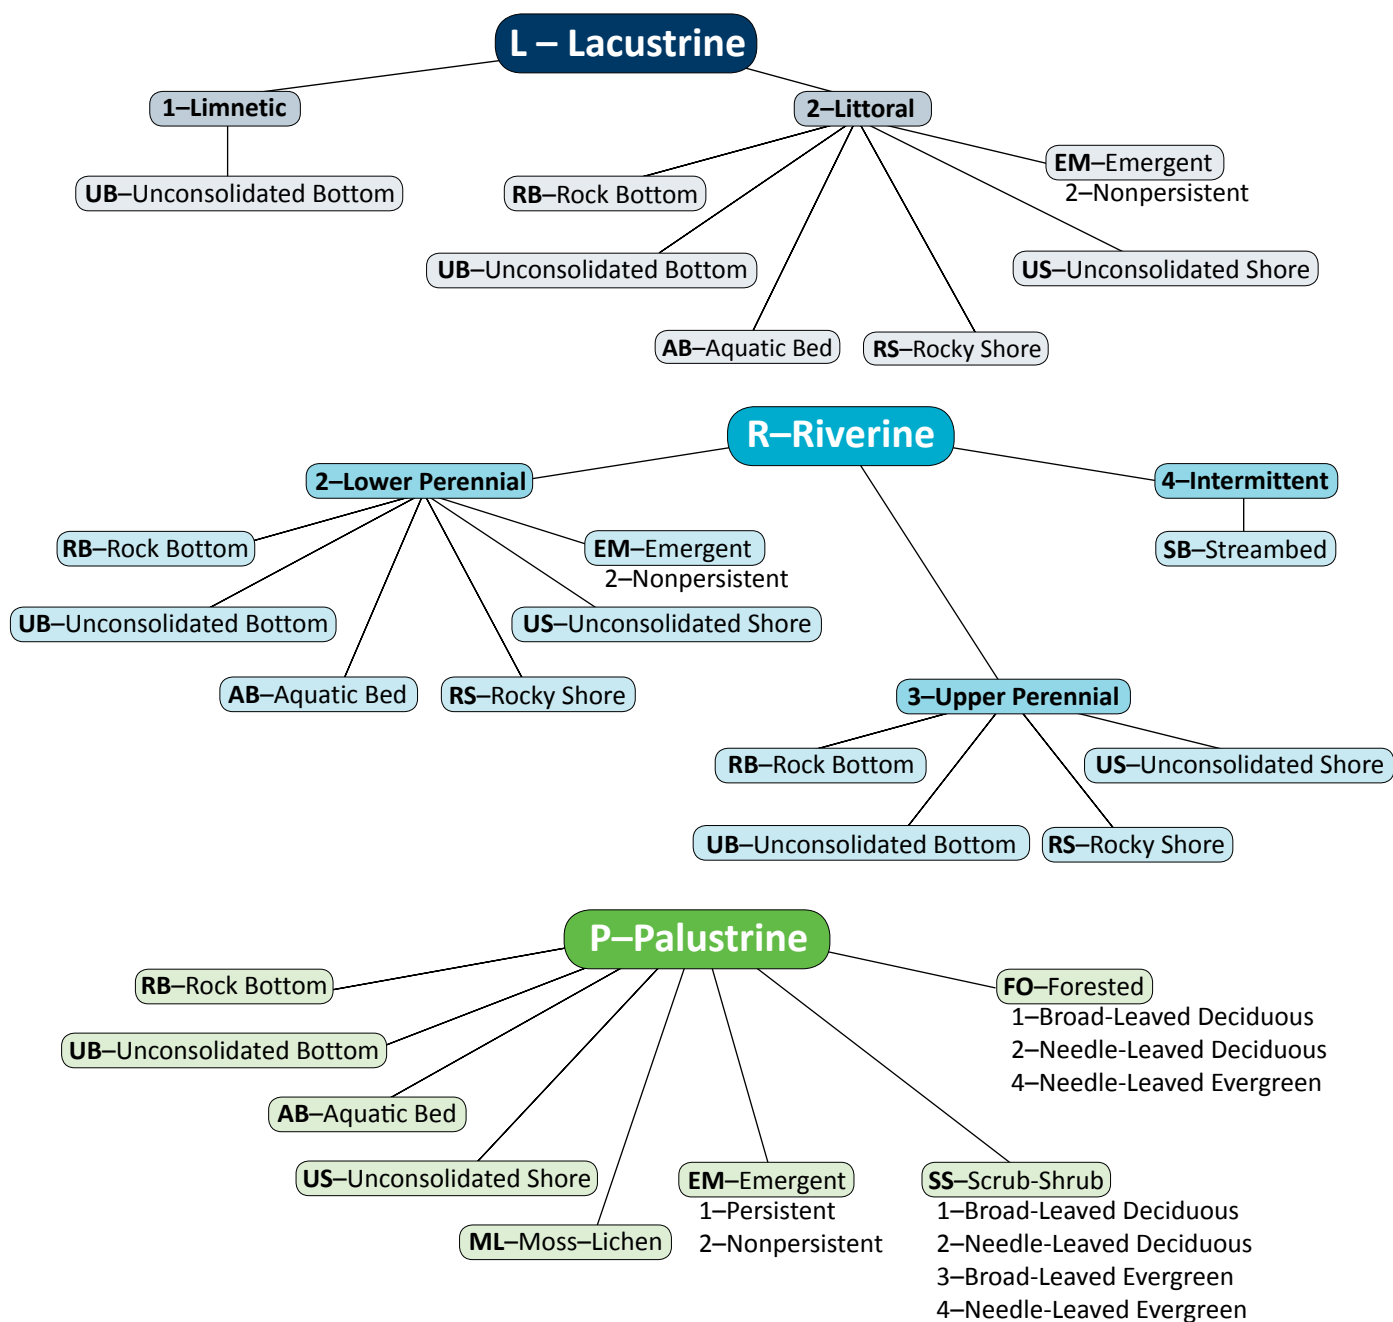 L – Lacustrine
1–Limnetic
2–Littoral
UB–Unconsolidated Bottom
RB–Rock Bottom
EM–Emergent
2–Nonpersistent
UB–Unconsolidated Bottom
US–Unconsolidated Shore
AB–Aquatic Bed
RS–Rocky Shore
R–Riverine
2–Lower Perennial
4–Intermittent
RB–Rock Bottom
EM–Emergent
2–Nonpersistent
SB–Streambed
UB–Unconsolidated Bottom
US–Unconsolidated Shore
AB–Aquatic Bed
RS–Rocky Shore
3–Upper Perennial
RB–Rock Bottom
US–Unconsolidated Shore
UB–Unconsolidated Bottom
RS–Rocky Shore
P–Palustrine
RB–Rock Bottom
FO–Forested
1–Broad-Leaved Deciduous
2–Needle-Leaved Deciduous
4–Needle-Leaved Evergreen
UB–Unconsolidated Bottom
AB–Aquatic Bed
US–Unconsolidated Shore
ML–Moss–Lichen
EM–Emergent
1–Persistent
2–Nonpersistent
SS–Scrub-Shrub
1–Broad-Leaved Deciduous
2–Needle-Leaved Deciduous
3–Broad-Leaved Evergreen
4–Needle-Leaved Evergreen